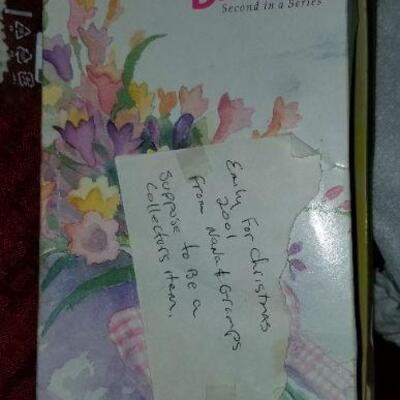 Second in a Series
Emily For Christmas
2001
From Nana & Gramps
Suppose to Be a
Collectors item.